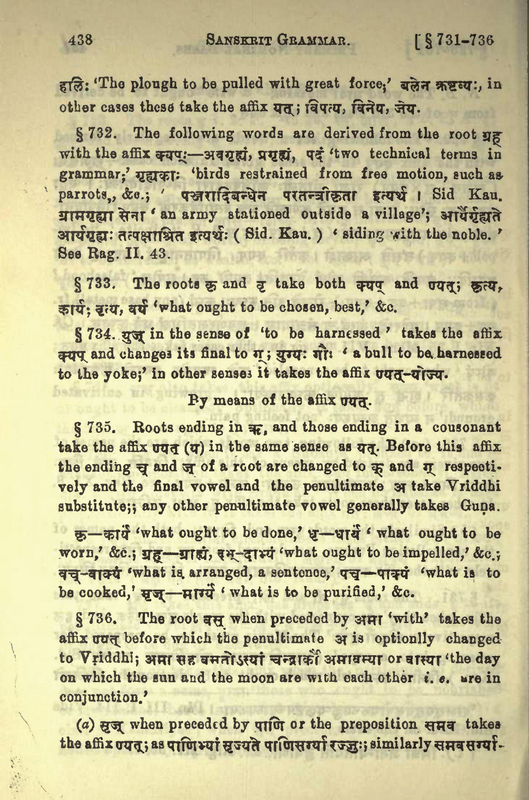 438 SANSKRIT GRAMMAR. [ § 731-736
हलिः 'The plough to be pulled with great force;' बलेन क्रष्टव्यः, in
other cases these take the affix यत्; विपत्य, विनेय, जेय.
§ 732. The following words are derived from the root ग्रह्
with the affix क्यप्ः—अवगृह्यं, प्रगृह्यं, पदं 'two technical terms in
grammar;' गृह्यकाः 'birds restrained from free motion, such as
parrots,, &c.; ' पञ्जरादिबन्धेन परतन्त्रीकृता इत्यर्थ । Sid Kau.
ग्रामगृह्या सेना ' an army stationed outside a village'; आर्यैर्गृह्यते
आर्यगृह्यः तत्पक्षाश्रित इत्यर्थः ( Sid. Kau. ) ' siding with the noble. '
See Rag. II. 43.
§ 733. The roots कृ and वृ take both क्यप् and ण्यत्; कृत्य,
कार्य; वृत्य, वर्य 'what ought to be chosen, best,' &c.
§ 734. युज् in the sense of 'to be harnessed ' takes the affix
क्यप् and changes its final to ग्; युग्यः गौः ' a bull to be harnessed
to the yoke;' in other senses it takes the affix ण्यत्-योज्य.
By means of the affix ण्यत्.
§ 735. Roots ending in ऋ, and those ending in a cousonant
take the affix ण्यत् (य) in the same sense as यत्. Before this affix
the ending च् and ज् of a root are changed to क् and ग् respecti-
vely and the final vowel and the penultimate अ take Vriddhi
substitute;; any other penultimate vowel generally takes Guṇa.
कृ—कार्यं 'what ought to be done,' धृ—धार्यं ' what ought to be
worn,' &c.; ग्रह्—ग्राह्यं, दभ्-दाभ्यं 'what ought to be impelled,' &c.;
वच्-वाक्यं 'what is arranged, a sentence,' पच्—पाक्यं 'what is to
be cooked,' मृज्—मार्ग्यं ' what is to be purified,' &c.
§ 736. The root वस् when preceded by अमा 'with' takes the
affix ण्यत् before which the penultimate अ is optionlly changed
to Vriddhi; अमा सह वसतोऽस्यां चन्द्रार्कौ अमावस्या or वास्या 'the day
on which the sun and the moon are with each other i. e. are in
conjunction.'
(a) सृज् when preceded by पाणि or the preposition समव takes
the affix ण्यत्; as पाणिभ्यां सृज्यते पाणिसर्ग्या रज्जुः; similarly समवसर्ग्या-